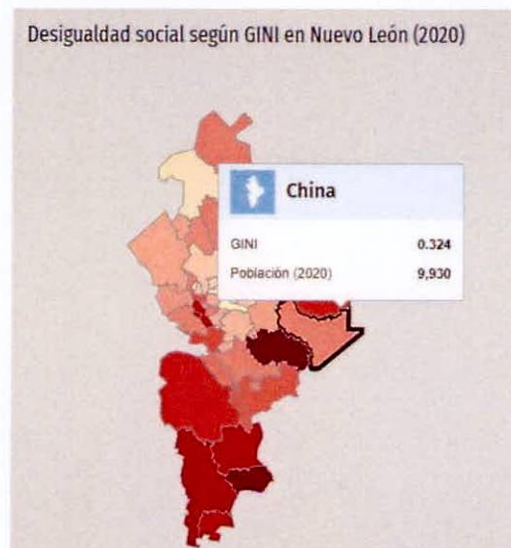 Desigualdad social según GINI en Nuevo León (2020)
China
GINI 0.324
Población (2020) 9,930